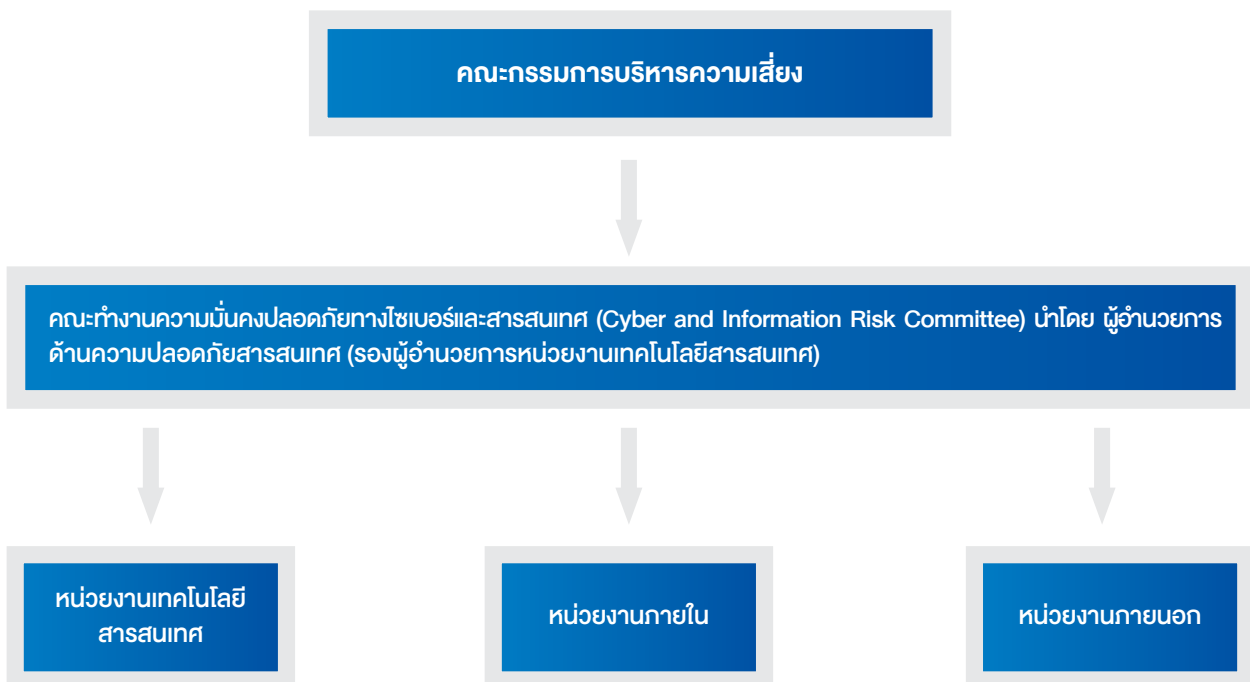 คณะกรรมการบริหารความเสี่ยง
คณะทำงานความมั่นคงปลอดภัยทางไซเบอร์และสารสนเทศ (Cyber and Information Risk Committee) นำโดย ผู้อำนวยการ
ด้านความปลอดภัยสารสนเทศ (รองผู้อำนวยการหน่วยงานเทคโนโลยีสารสนเทศ)
หน่วยงานเทคโนโลยี
สารสนเทศ
หน่วยงานภายใน
หน่วยงานภายนอก